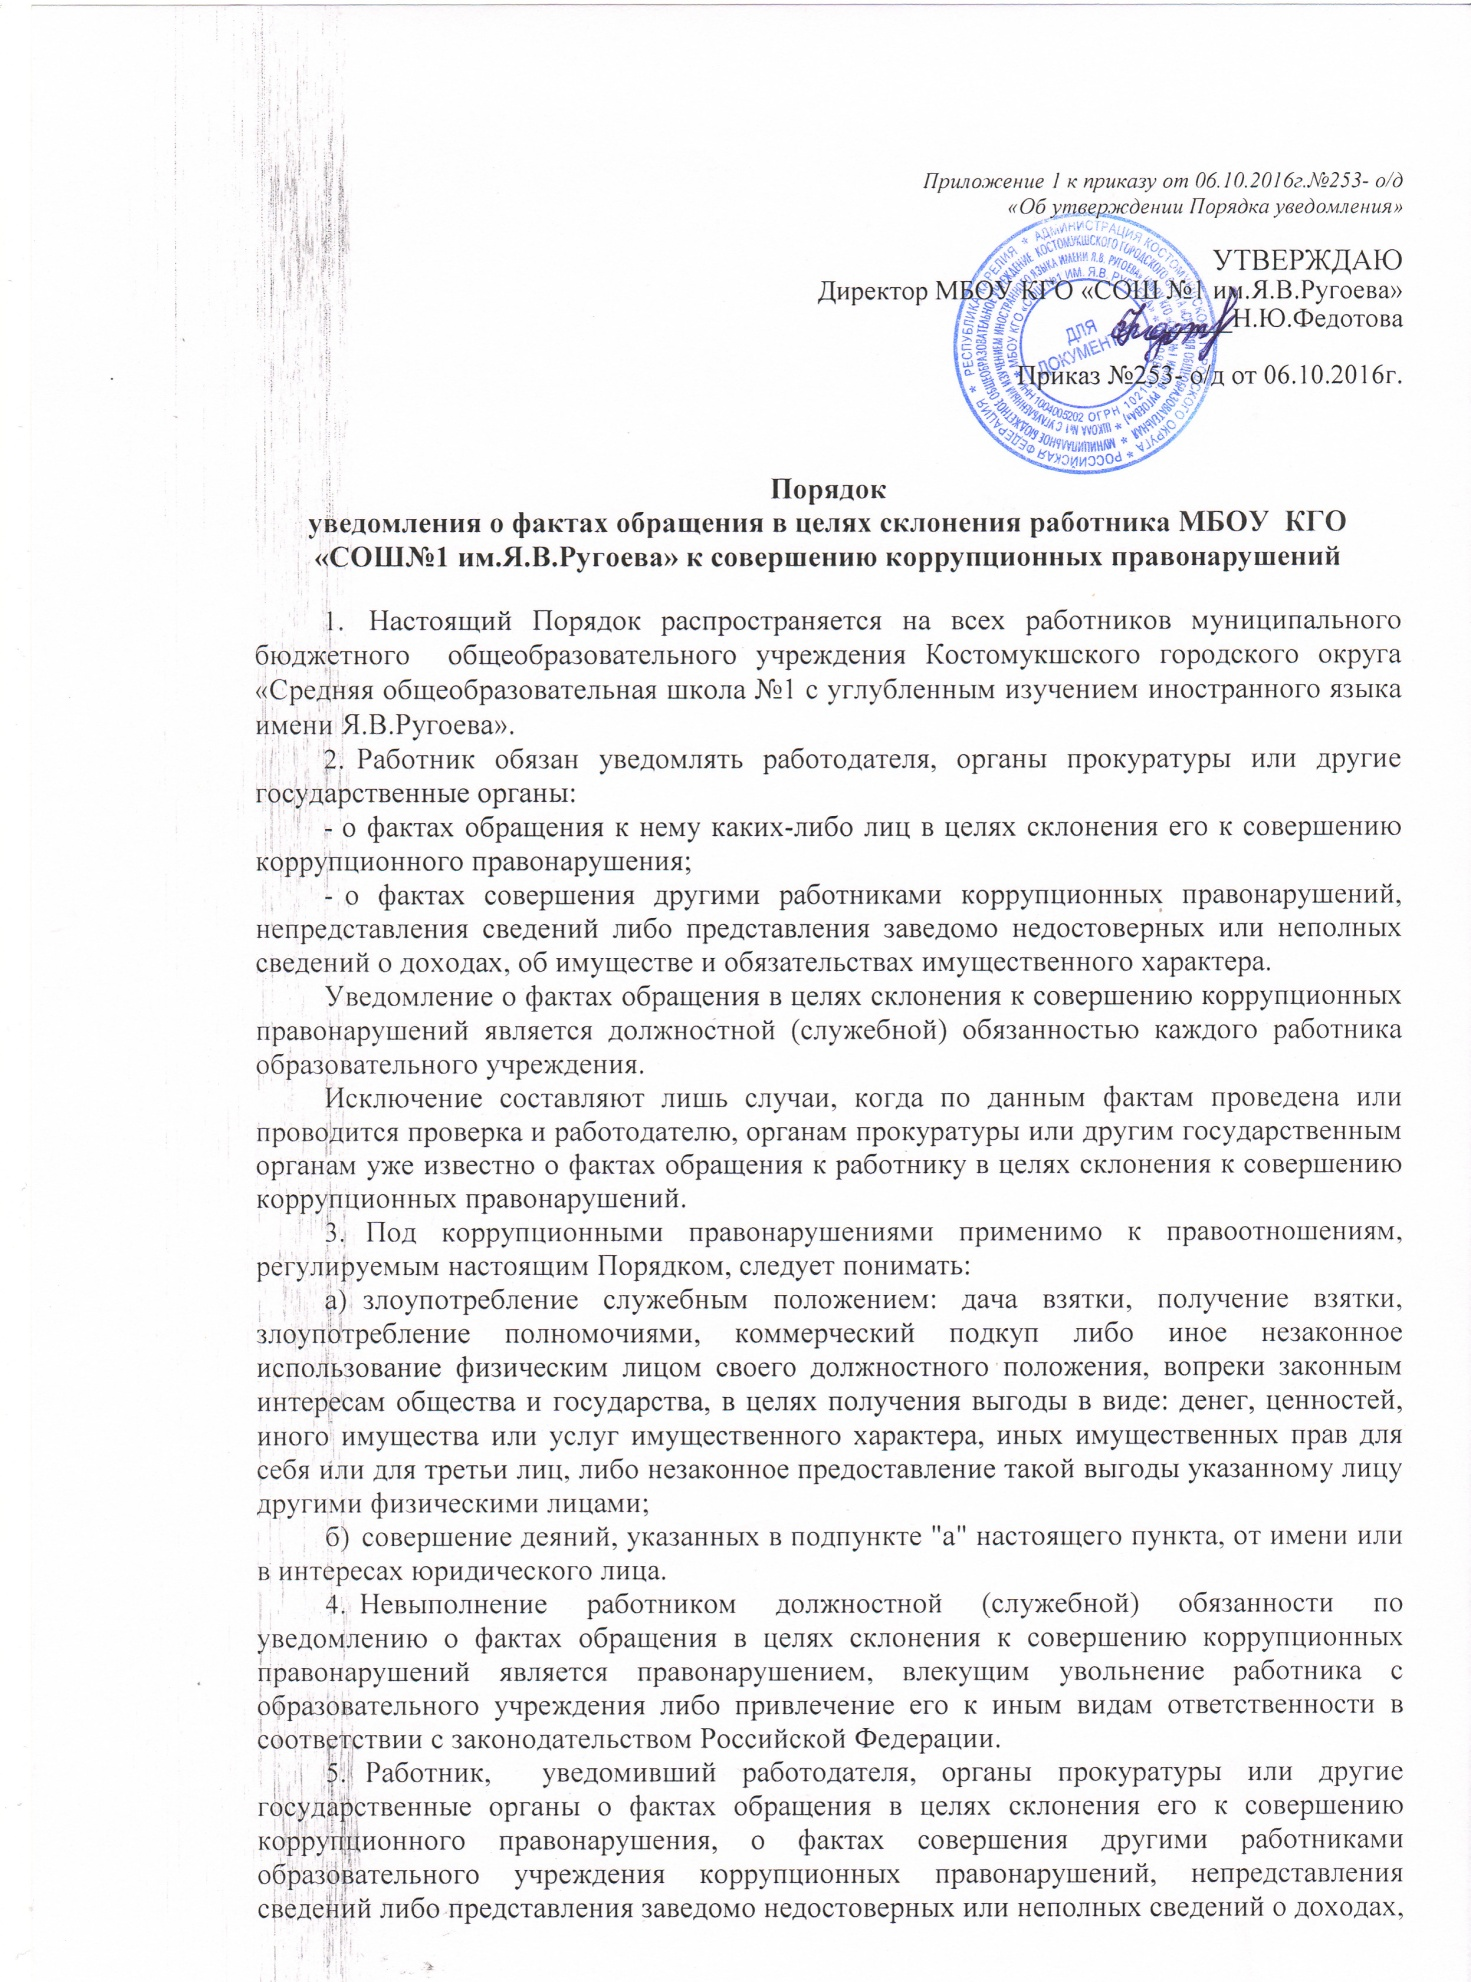 Приложение 1 к приказу от 06.10.2016г.№253- о/д
«Об утверждении Порядка уведомления»
УТВЕРЖДАЮ
Директор МБОУ КГО «СОШ №1 им.Я.В.Ругоева»
Н.Ю.Федотова
Приказ №253- о/д от 06.10.2016г.
ДЛЯ
ДОКУМЕНТ
ИНН 1004005202 ОГРН
Порядок
уведомления о фактах обращения в целях склонения работника МБОУ КГО
«СОШ№1 им.Я.В.Ругоева» к совершению коррупционных правонарушений
1. Настоящий Порядок распространяется на всех работников муниципального
бюджетного общеобразовательного учреждения Костомукшского городского округа
«Средняя общеобразовательная школа №1 с углубленным изучением иностранного языка
имени Я.В.Ругоева».
2. Работник обязан уведомлять работодателя, органы прокуратуры или другие
государственные органы:
- о фактах обращения к нему каких-либо лиц в целях склонения его к совершению
коррупционного правонарушения;
- о фактах совершения другими работниками коррупционных правонарушений,
непредставления сведений либо представления заведомо недостоверных или неполных
сведений о доходах, об имуществе и обязательствах имущественного характера.
Уведомление о фактах обращения в целях склонения к совершению коррупционных
правонарушений является должностной (служебной) обязанностью каждого работника
образовательного учреждения.
Исключение составляют лишь случаи, когда по данным фактам проведена или
проводится проверка и работодателю, органам прокуратуры или другим государственным
органам уже известно о фактах обращения к работнику в целях склонения к совершению
коррупционных правонарушений.
3. Под коррупционными правонарушениями применимо к правоотношениям,
регулируемым настоящим Порядком, следует понимать:
а) злоупотребление служебным положением: дача взятки, получение взятки,
злоупотребление полномочиями, коммерческий подкуп либо иное незаконное
использование физическим лицом своего должностного положения, вопреки законным
интересам общества и государства, в целях получения выгоды в виде: денег, ценностей,
иного имущества или услуг имущественного характера, иных имущественных прав для
себя или для третьи лиц, либо незаконное предоставление такой выгоды указанному лицу
другими физическими лицами;
б) совершение деяний, указанных в подпункте "а" настоящего пункта, от имени или
в интересах юридического лица.
4. Невыполнение работником должностной (служебной) обязанности по
уведомлению о фактах обращения в целях склонения к совершению коррупционных
правонарушений является правонарушением, влекущим увольнение работника с
образовательного учреждения либо привлечение его к иным видам ответственности в
соответствии с законодательством Российской Федерации.
5. Работник, уведомивший работодателя, органы прокуратуры или другие
государственные органы о фактах обращения в целях склонения его к совершению
коррупционного правонарушения, о фактах совершения другими работниками
образовательного учреждения коррупционных правонарушений, непредставления
сведений либо представления заведомо недостоверных или неполных сведений о доходах,